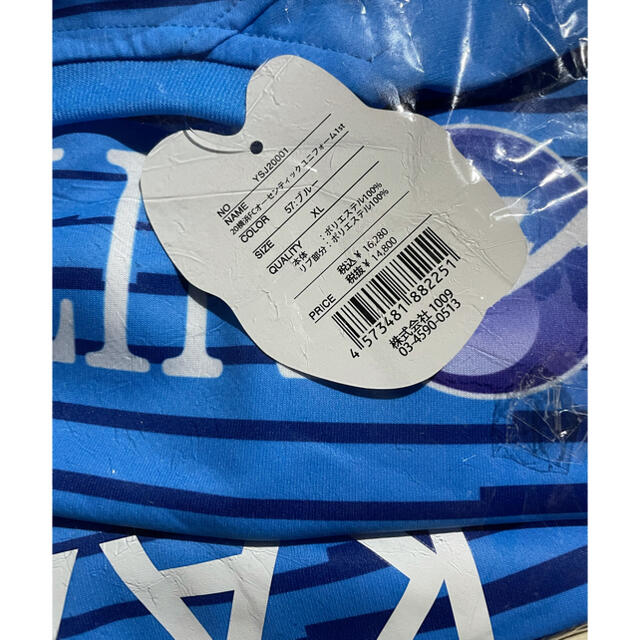 NO YSJ20001
NAME
20横浜FCオーセンティックユニフォーム1st
COLOR 57:ブルー
SIZE XL
QUALITY
本体 :ポリエステル100%
リブ部分:ポリエステル100%
PRICE 税込¥16,280
税抜¥14,800
4573481882251
株式会社1009
03-4590-0513